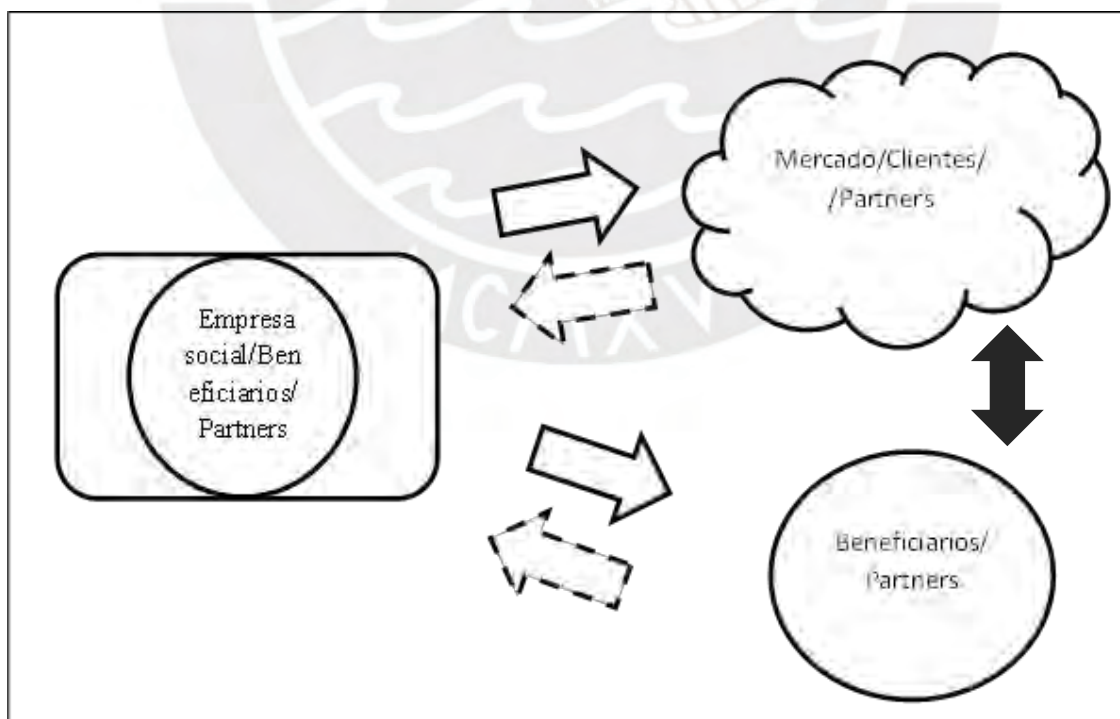 Mercado/Clientes/
/Partners
Empresa
social/Ben
eficiarios/
Partners
Beneficiarios/
Partners